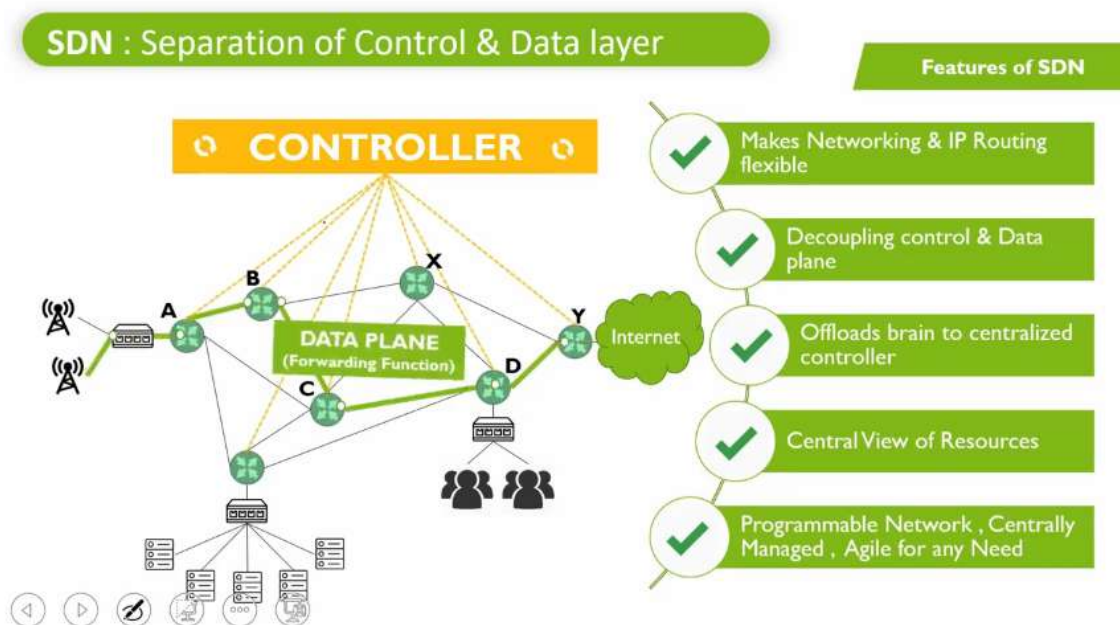 SDN : Separation of Control & Data layer
Features of SDN
CONTROLLER
A
B
X
Y
C
D
DATA PLANE
(Forwarding Function)
Internet
Makes Networking & IP Routing
flexible
Decoupling control & Data
plane
Offloads brain to centralized
controller
Central View of Resources
Programmable Network , Centrally
Managed , Agile for any Need